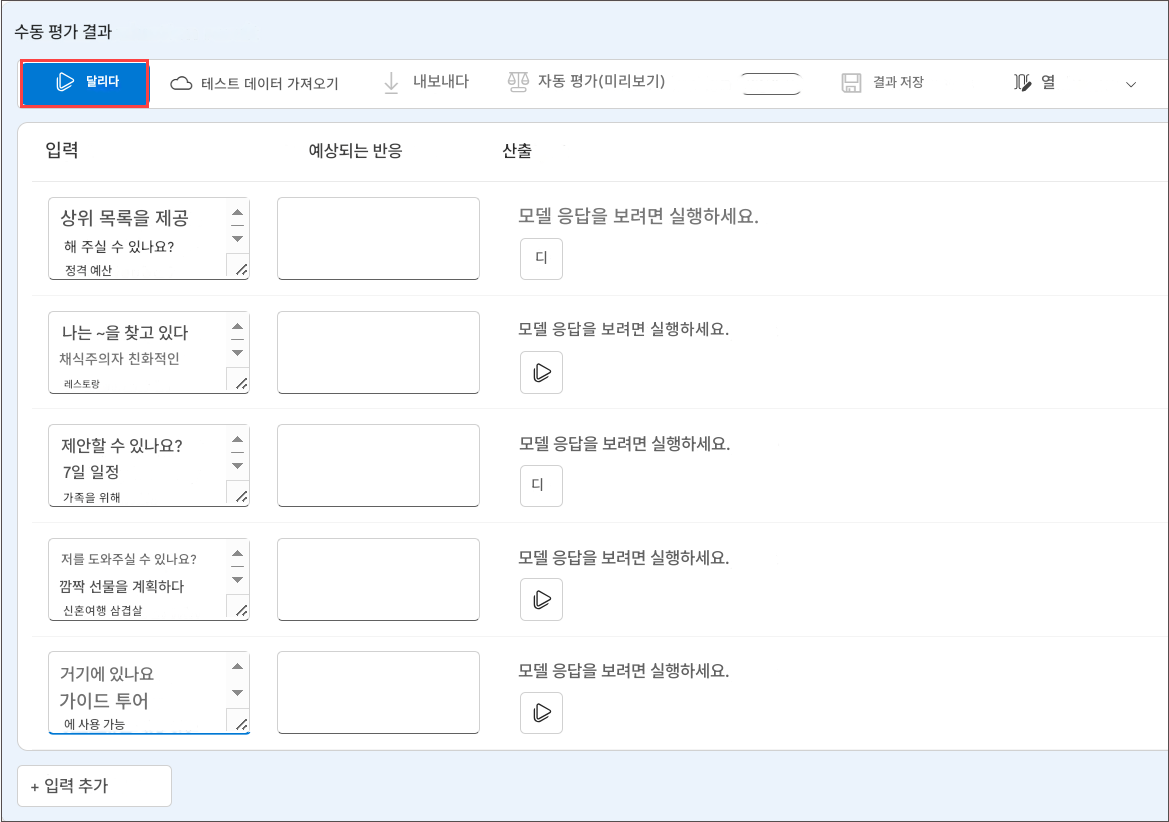 수동 평가 결과
달리다
테스트 데이터 가져오기
내보내다
자동 평가(미리보기)
결과 저장
열
입력
예상되는 반응
산출
상위 목록을 제공
해 주실 수 있나요?
정격 예산
모델 응답을 보려면 실행하세요.
디
나는 ~을 찾고 있다
채식주의자 친화적인
레스토랑
모델 응답을 보려면 실행하세요.
제안할 수 있나요?
7일 일정
가족을 위해
모델 응답을 보려면 실행하세요.
디
저를 도와주실 수 있나요?
깜짝 선물을 계획하다
신혼여행 삼겹살
모델 응답을 보려면 실행하세요.
거기에 있나요
가이드 투어
에 사용 가능
모델 응답을 보려면 실행하세요.
+ 입력 추가